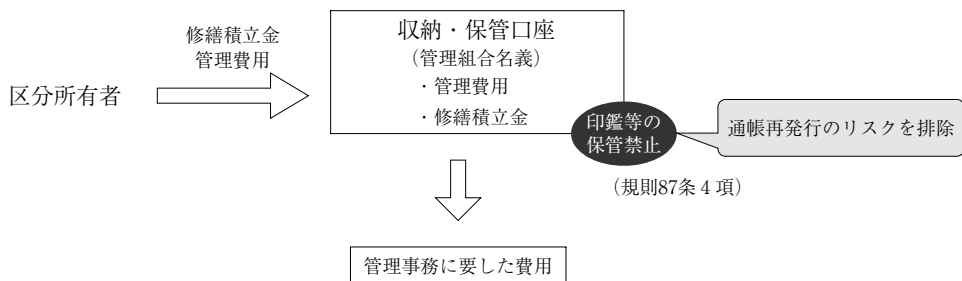 修繕積立金
管理費用
区分所有者
収納・保管口座
（管理組合名義）
・管理費用
・修繕積立金
印鑑等の
保管禁止
通帳再発行のリスクを排除
（規則87条４項）
管理事務に要した費用